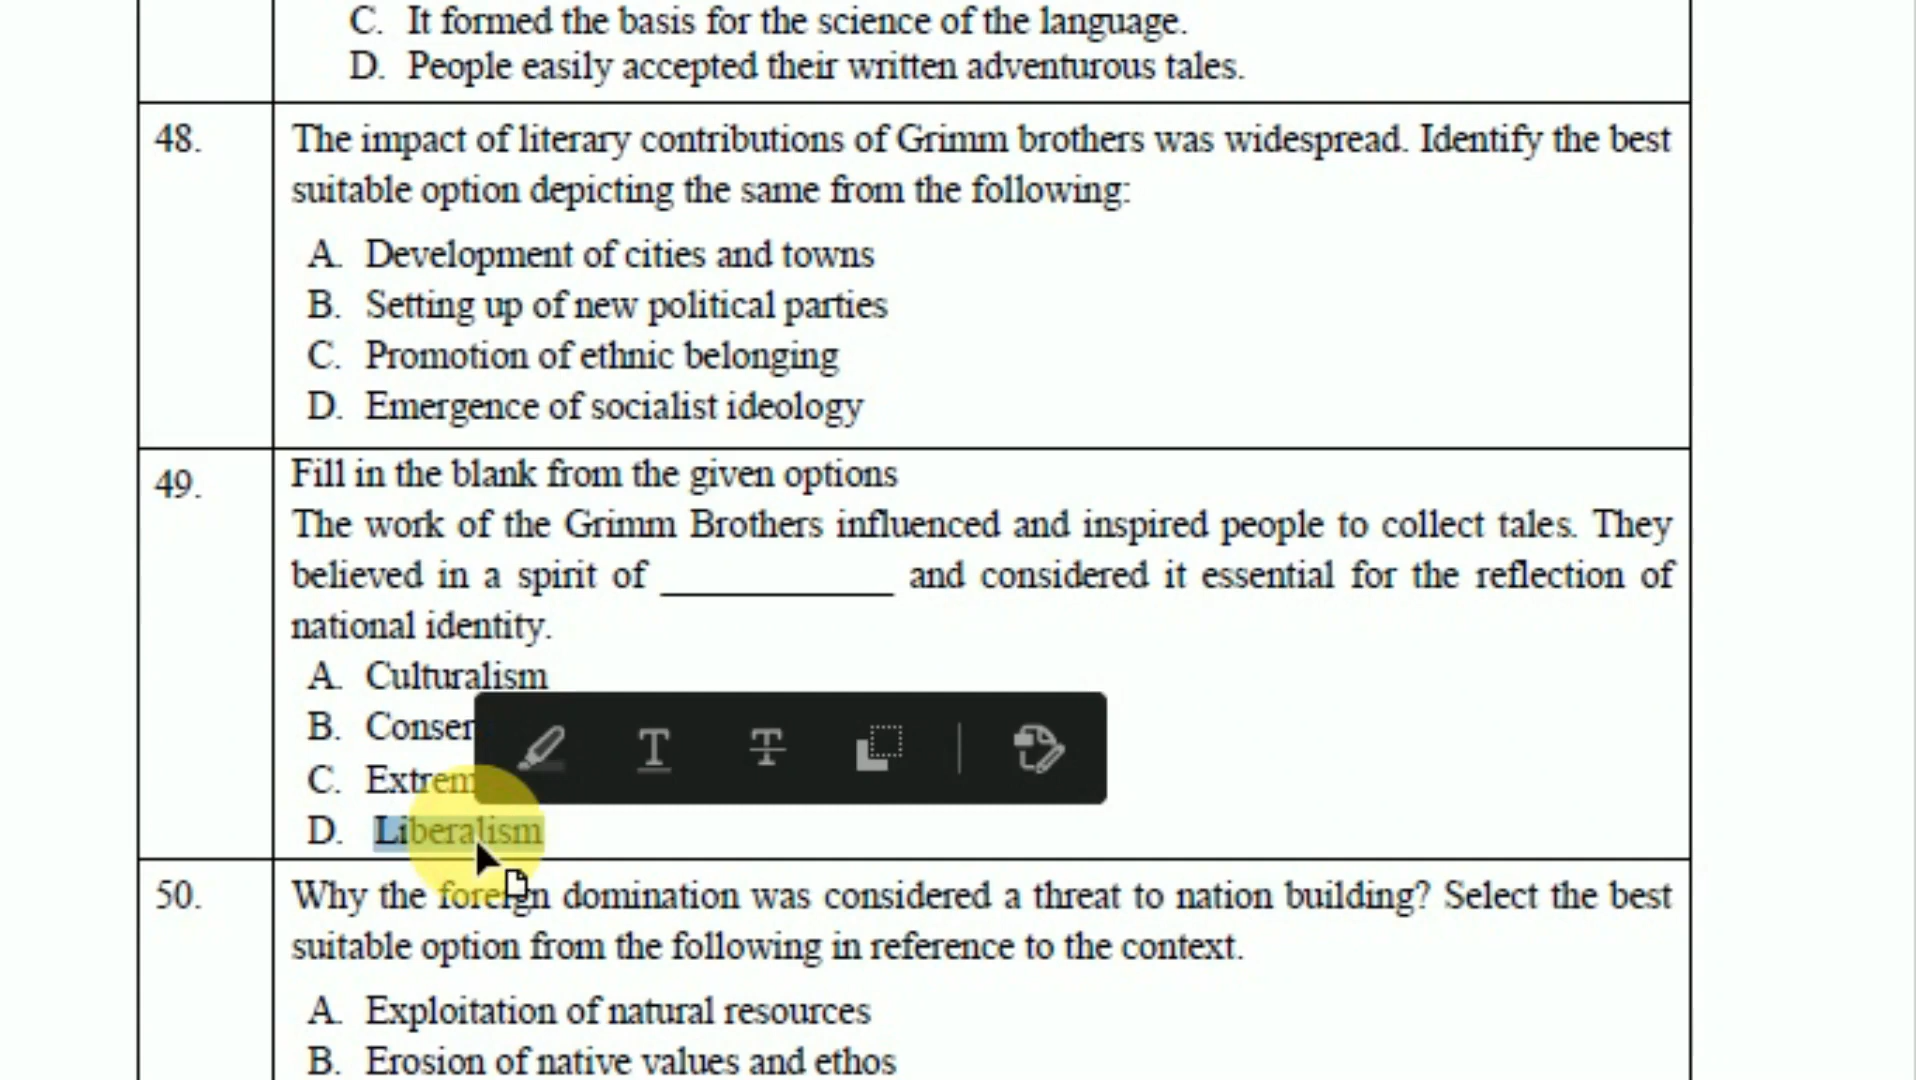 C. It formed the basis for the science of the language.
D. People easily accepted their written adventurous tales.
48. The impact of literary contributions of Grimm brothers was widespread. Identify the best
suitable option depicting the same from the following:
A. Development of cities and towns
B. Setting up of new political parties
C. Promotion of ethnic belonging
D. Emergence of socialist ideology
49. Fill in the blank from the given options
The work of the Grimm Brothers influenced and inspired people to collect tales. They
believed in a spirit of ____________ and considered it essential for the reflection of
national identity.
A. Culturalism
B. Conser
C. Extrem
D. Liberalism
50. Why the foreign domination was considered a threat to nation building? Select the best
suitable option from the following in reference to the context.
A. Exploitation of natural resources
B. Erosion of native values and ethos